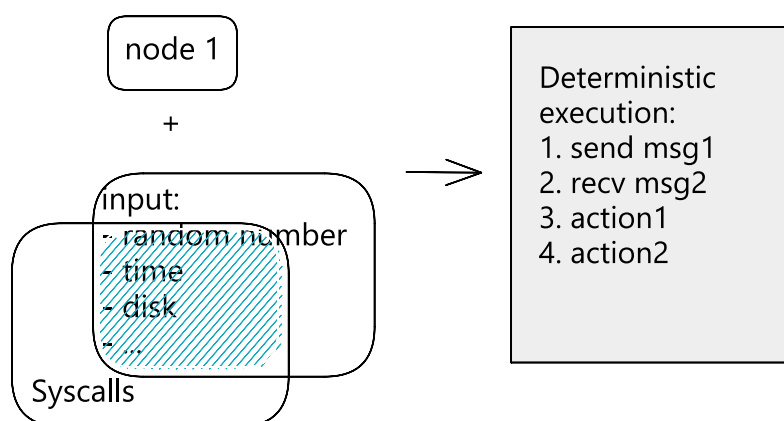 node 1
+
input:
- random number
- time
- disk
- ...
Syscalls
Deterministic
execution:
1. send msg1
2. recv msg2
3. action1
4. action2